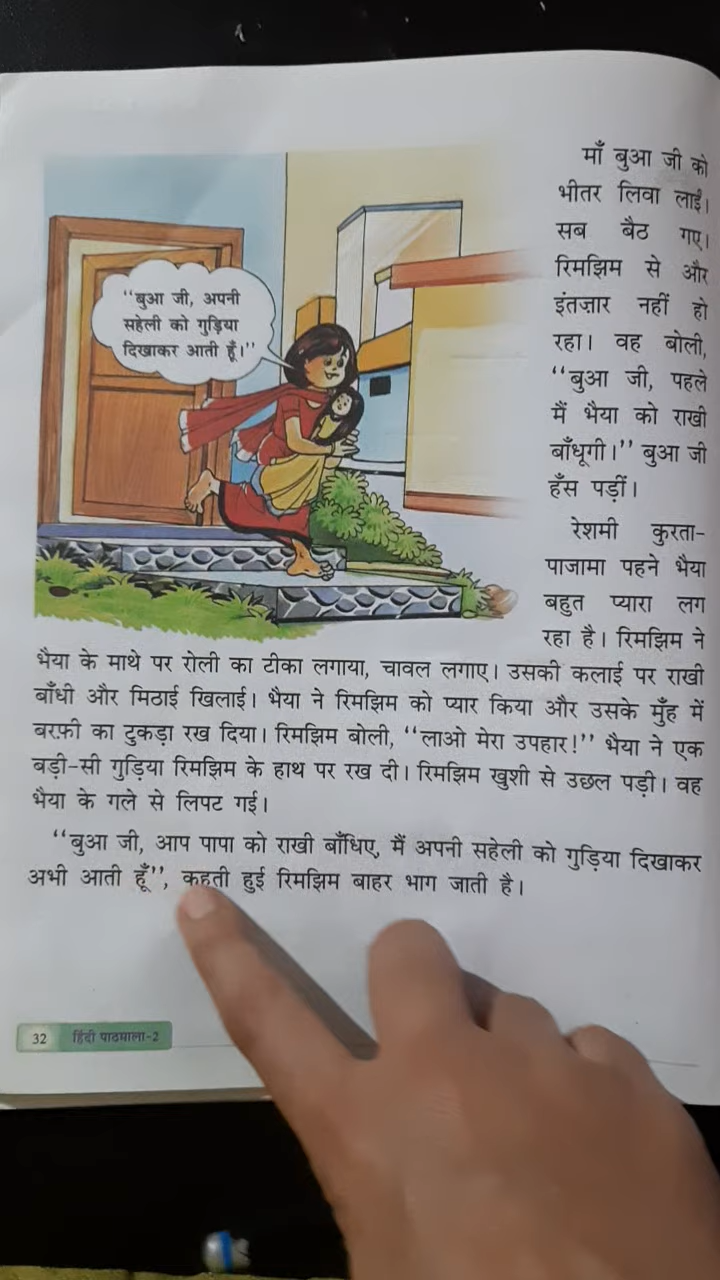 "बुआ जी, अपनी
सहेली को गुड़िया
दिखाकर आती हूँ।"
माँ बुआ जी को
भीतर लिवा लाईं।
सब बैठ गए।
रिमझिम से और
इंतज़ार नहीं हो
रहा। वह बोली,
"बुआ जी, पहले
मैं भैया को राखी
बाँधूगी।" बुआ जी
हँस पड़ीं।
रेशमी कुरता-
पाजामा पहने भैया
बहुत प्यारा लग
रहा है। रिमझिम ने
भैया के माथे पर रोली का टीका लगाया, चावल लगाए। उसकी कलाई पर राखी
बाँधी और मिठाई खिलाई। भैया ने रिमझिम को प्यार किया और उसके मुँह में
बरफ़ी का टुकड़ा रख दिया। रिमझिम बोली, "लाओ मेरा उपहार!" भैया ने एक
बड़ी-सी गुड़िया रिमझिम के हाथ पर रख दी। रिमझिम खुशी से उछल पड़ी। वह
भैया के गले से लिपट गई।
"बुआ जी, आप पापा को राखी बाँधिए, मैं अपनी सहेली को गुड़िया दिखाकर
अभी आती हूँ", कहती हुई रिमझिम बाहर भाग जाती है।
32 हिंदी पाठमाला-2